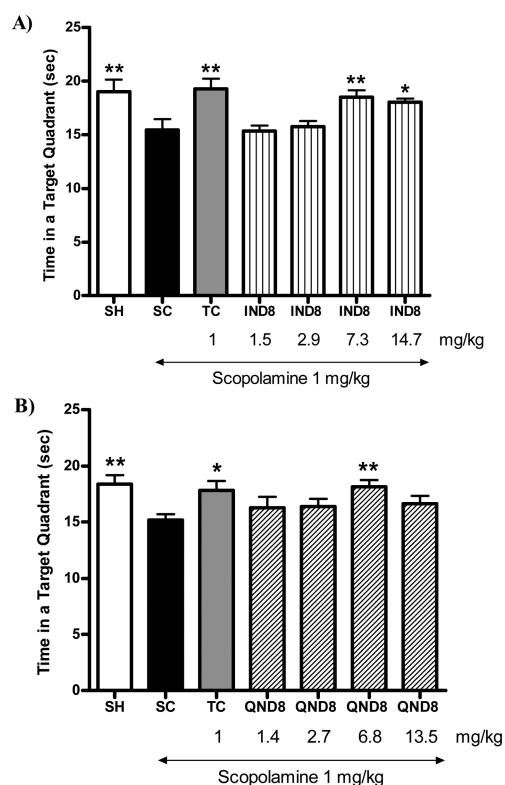 A)
Time in a Target Quadrant (sec)
25
20
15
10
5
0
** ** ** *
SH SC TC IND8 IND8 IND8 IND8
1 1.5 2.9 7.3 14.7 mg/kg
Scopolamine 1 mg/kg
B)
Time in a Target Quadrant (sec)
25
20
15
10
5
0
** * **
SH SC TC QND8 QND8 QND8 QND8
1 1.4 2.7 6.8 13.5 mg/kg
Scopolamine 1 mg/kg